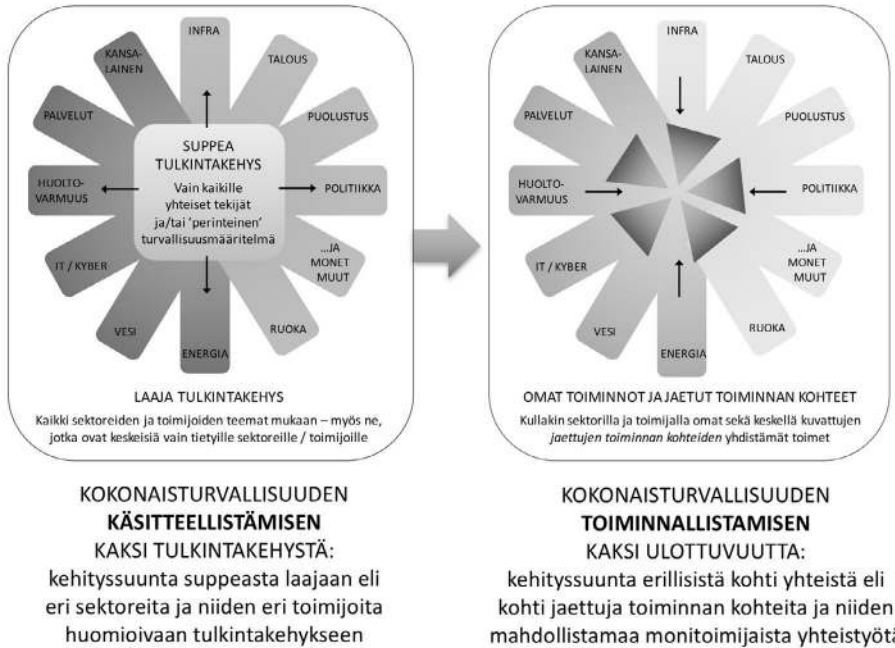 INFRA
KANSA-
LAINEN
TALOUS
PALVELUT
PUOLUSTUS
SUPPEA
TULKINTAKEHYS
Vain kaikille
yhteiset tekijät
ja/tai ‘perinteinen’
turvallisuusmääritelmä
HUOLTO-
VARMUUS
POLITIIKKA
IT / KYBER
...JA
MONET
MUUT
VESI
RUOKA
ENERGIA
LAAJA TULKINTAKEHYS
Kaikki sektoreiden ja toimijoiden teemat mukaan – myös ne,
jotka ovat keskeisiä vain tietyille sektoreille / toimijoille
INFRA
KANSA-
LAINEN
TALOUS
PALVELUT
PUOLUSTUS
HUOLTO-
VARMUUS
POLITIIKKA
IT / KYBER
...JA
MONET
MUUT
VESI
RUOKA
ENERGIA
OMAT TOIMINNOT JA JAETUT TOIMINNAN KOHTEET
Kullakin sektorilla ja toimijalla omat sekä keskellä kuvattujen
jaettujen toiminnan kohteiden yhdistämät toimet
KOKONAISTURVALLISUUDEN
KÄSITTEELLISTÄMISEN
KAKSI TULKINTAKEHYSTÄ:
kehityssuunta suppeasta laajaan eli
eri sektoreita ja niiden eri toimijoita
huomioivaan tulkintakehykseen
KOKONAISTURVALLISUUDEN
TOIMINNALLISTAMISEN
KAKSI ULOTTUVUUTTA:
kehityssuunta erillisistä kohti yhteistä eli
kohti jaettuja toiminnan kohteita ja niiden
mahdollistamaa monitoimijaista yhteistyötä